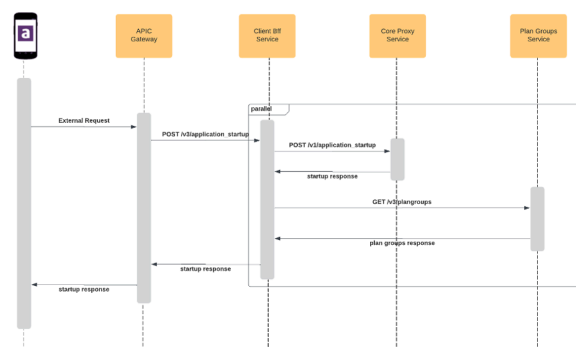 a
APIC
Gateway
Client Bff
Service
Core Proxy
Service
Plan Groups
Service
parallel
External Request
POST /v3/application_startup
POST /v1/application_startup
startup response
GET /v3/plangroups
plan groups response
startup response
startup response